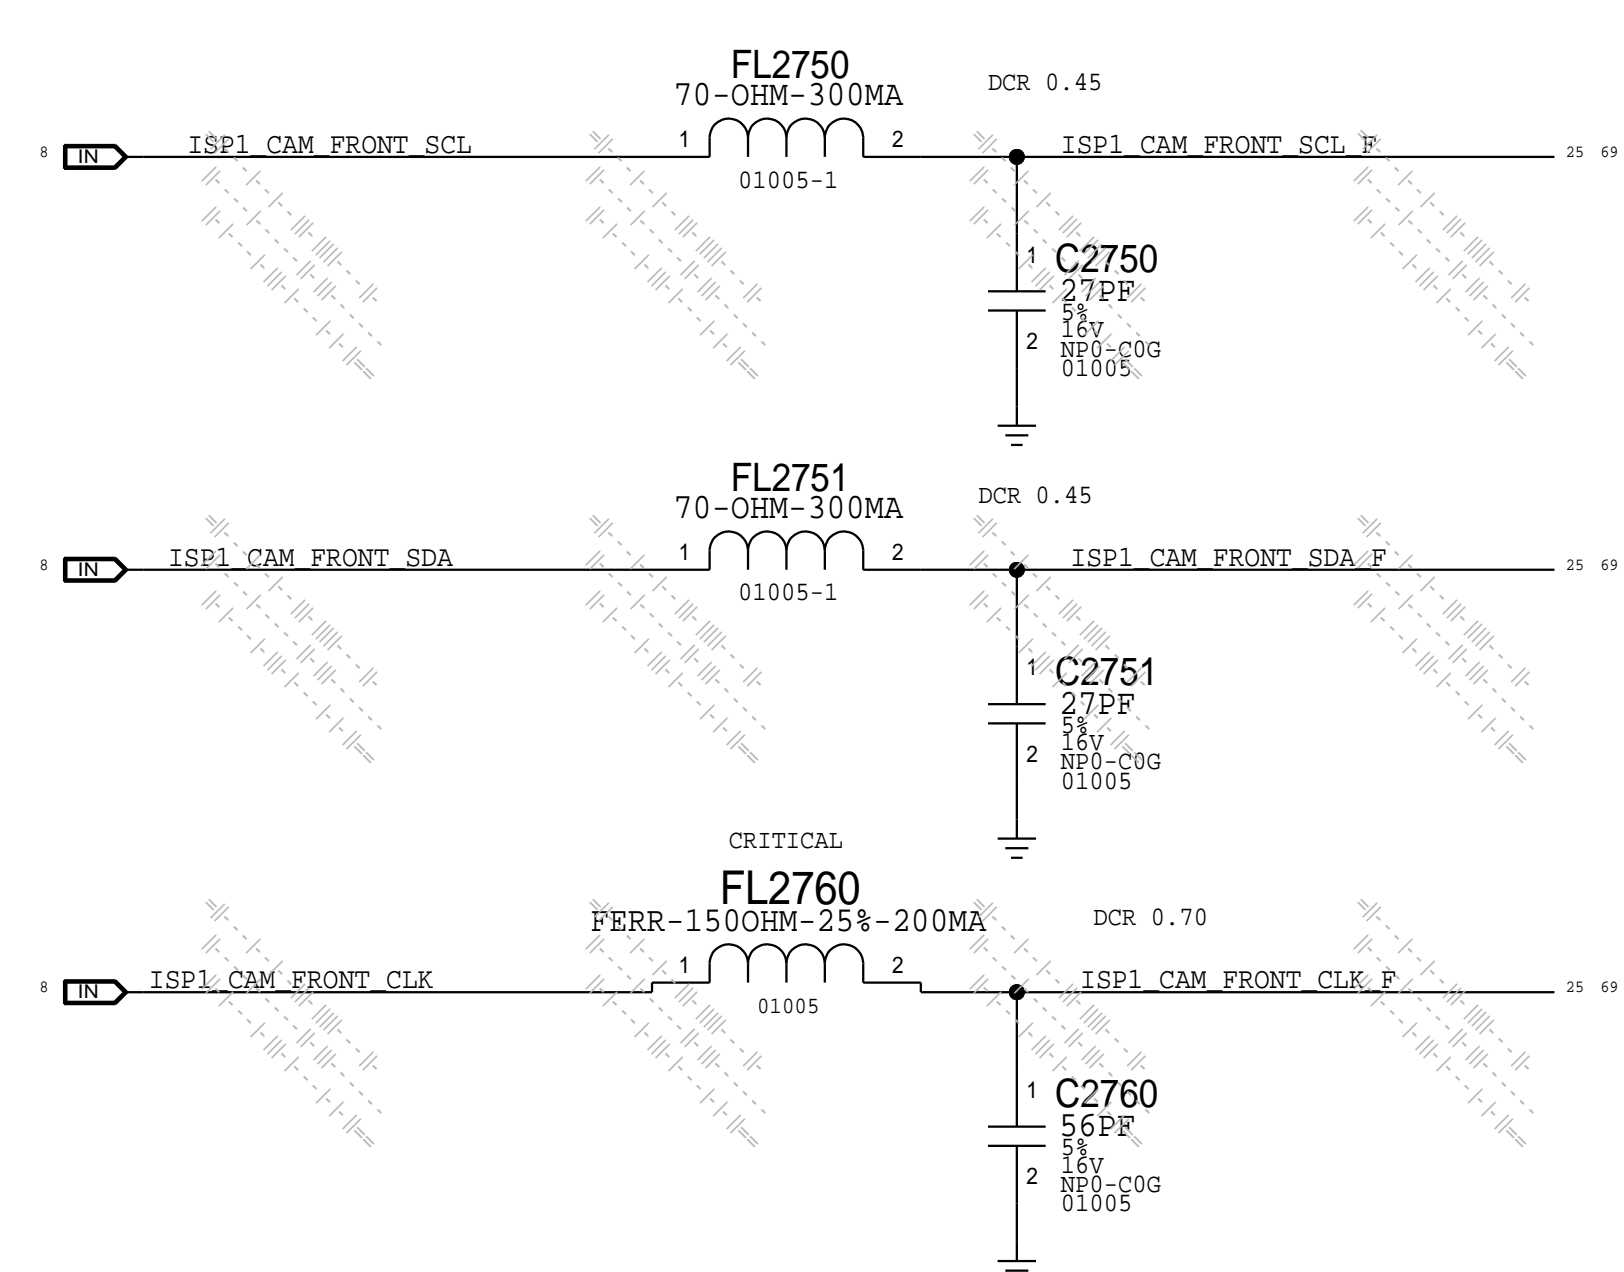 FL2750
70-OHM-300MA
DCR 0.45
8 IN ISP1_CAM_FRONT_SCL 1 2 ISP1_CAM_FRONT_SCL_F 25 69
01005-1
1 C2750
27PF
5%
16V
2 NP0-C0G
01005
FL2751
70-OHM-300MA
DCR 0.45
8 IN ISP1_CAM_FRONT_SDA 1 2 ISP1_CAM_FRONT_SDA_F 25 69
01005-1
1 C2751
27PF
5%
16V
2 NP0-C0G
01005
CRITICAL
FL2760
FERR-150OHM-25%-200MA
DCR 0.70
8 IN ISP1_CAM_FRONT_CLK 1 2 ISP1_CAM_FRONT_CLK_F 25 69
01005
1 C2760
56PF
5%
16V
2 NP0-C0G
01005